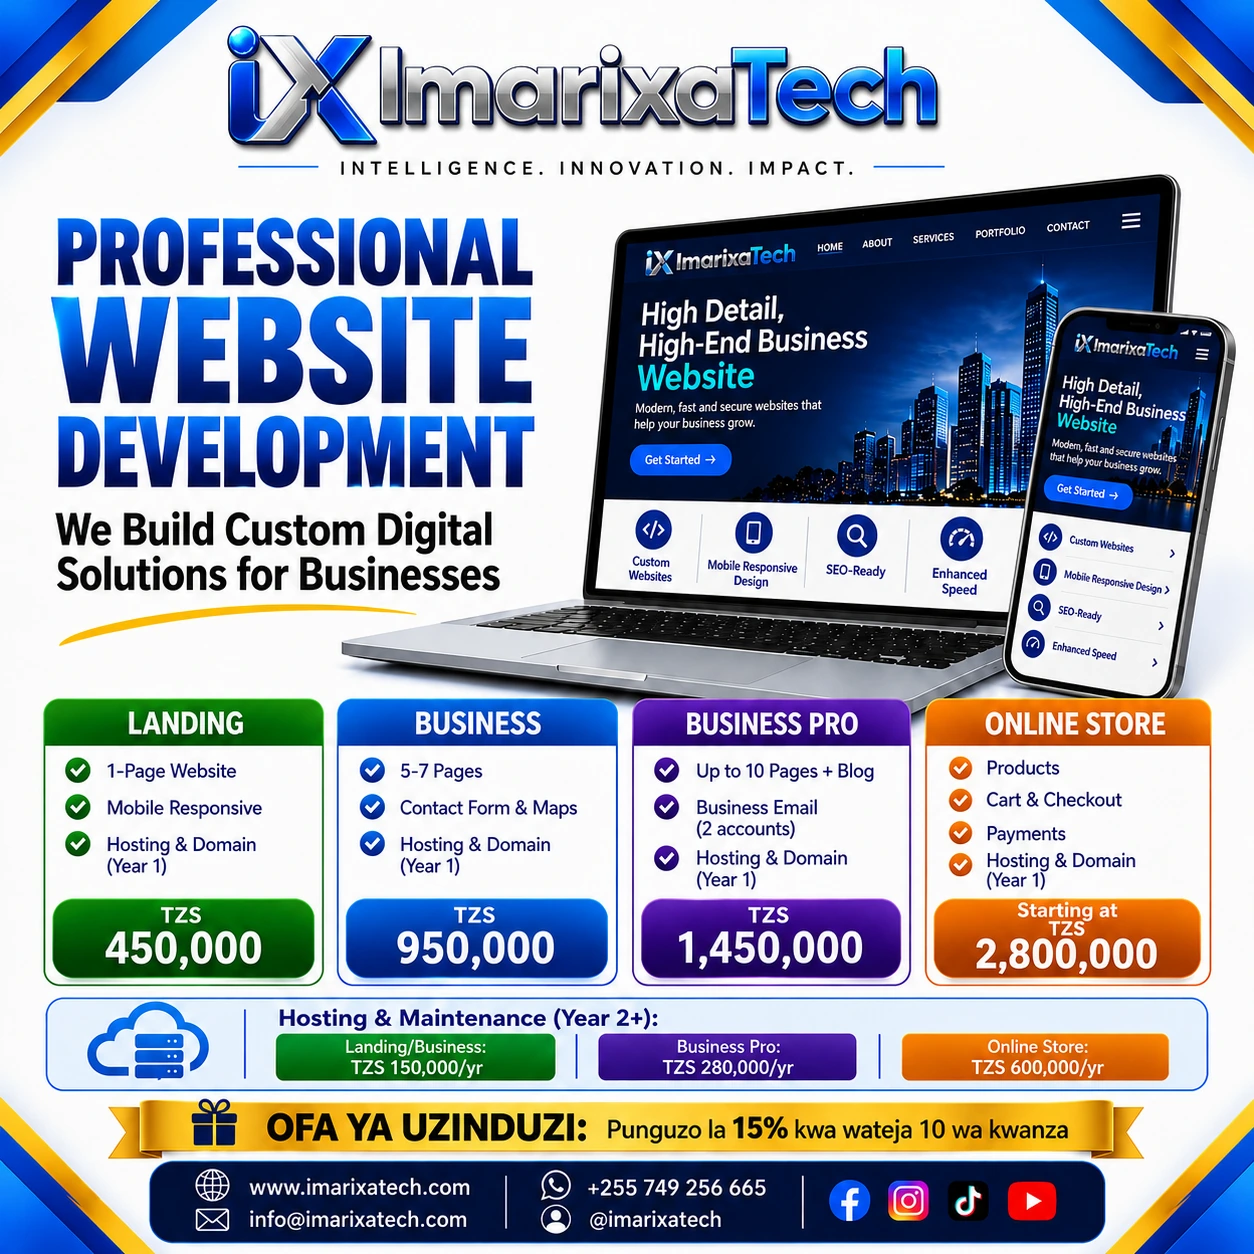 iX ImarixaTech
INTELLIGENCE. INNOVATION. IMPACT.
PROFESSIONAL
WEBSITE
DEVELOPMENT
We Build Custom Digital
Solutions for Businesses
iX ImarixaTech
HOME ABOUT SERVICES PORTFOLIO CONTACT
High Detail,
High-End Business
Website
Modern, fast and secure websites that
help your business grow.
Get Started →
Custom
Websites
Mobile Responsive
Design
SEO-Ready
Enhanced
Speed
iX ImarixaTech
High Detail,
High-End Business
Website
Modern, fast and secure websites
that help your business grow.
Get Started →
Custom Websites
Mobile Responsive Design
SEO-Ready
Enhanced Speed
LANDING
1-Page Website
Mobile Responsive
Hosting & Domain
(Year 1)
TZS
450,000
BUSINESS
5-7 Pages
Contact Form & Maps
Hosting & Domain
(Year 1)
TZS
950,000
BUSINESS PRO
Up to 10 Pages + Blog
Business Email
(2 accounts)
Hosting & Domain
(Year 1)
TZS
1,450,000
ONLINE STORE
Products
Cart & Checkout
Payments
Hosting & Domain
(Year 1)
Starting at
TZS
2,800,000
Hosting & Maintenance (Year 2+):
Landing/Business:
TZS 150,000/yr
Business Pro:
TZS 280,000/yr
Online Store:
TZS 600,000/yr
OFA YA UZINDUZI: Punguzo la 15% kwa wateja 10 wa kwanza
www.imarixatech.com
info@imarixatech.com
+255 749 256 665
@imarixatech